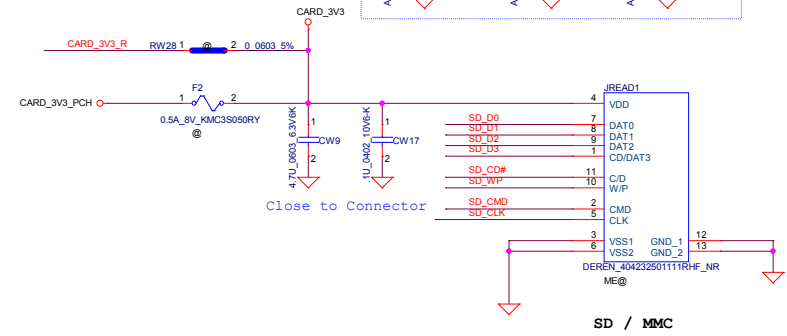 CARD_3V3
CARD_3V3_R
RW28 1 @ 2 0_0603_5%
F2
1 2
CARD_3V3_PCH
0.5A_8V_KMC3S050RY
@
4.7U_0603_6.3V6K
1
CW9
2
.1U_0402_10V6-K
1
CW17
2
Close to Connector
JREAD1
4 VDD
SD_D0 7 DAT0
SD_D1 8 DAT1
SD_D2 9 DAT2
SD_D3 1 CD/DAT3
SD_CD# 11 C/D
SD_WP 10 W/P
SD_CMD 2 CMD
SD_CLK 5 CLK
3 VSS1 GND_1 12
6 VSS2 GND_2 13
DEREN_404232501111RHF_NR
ME@
SD / MMC